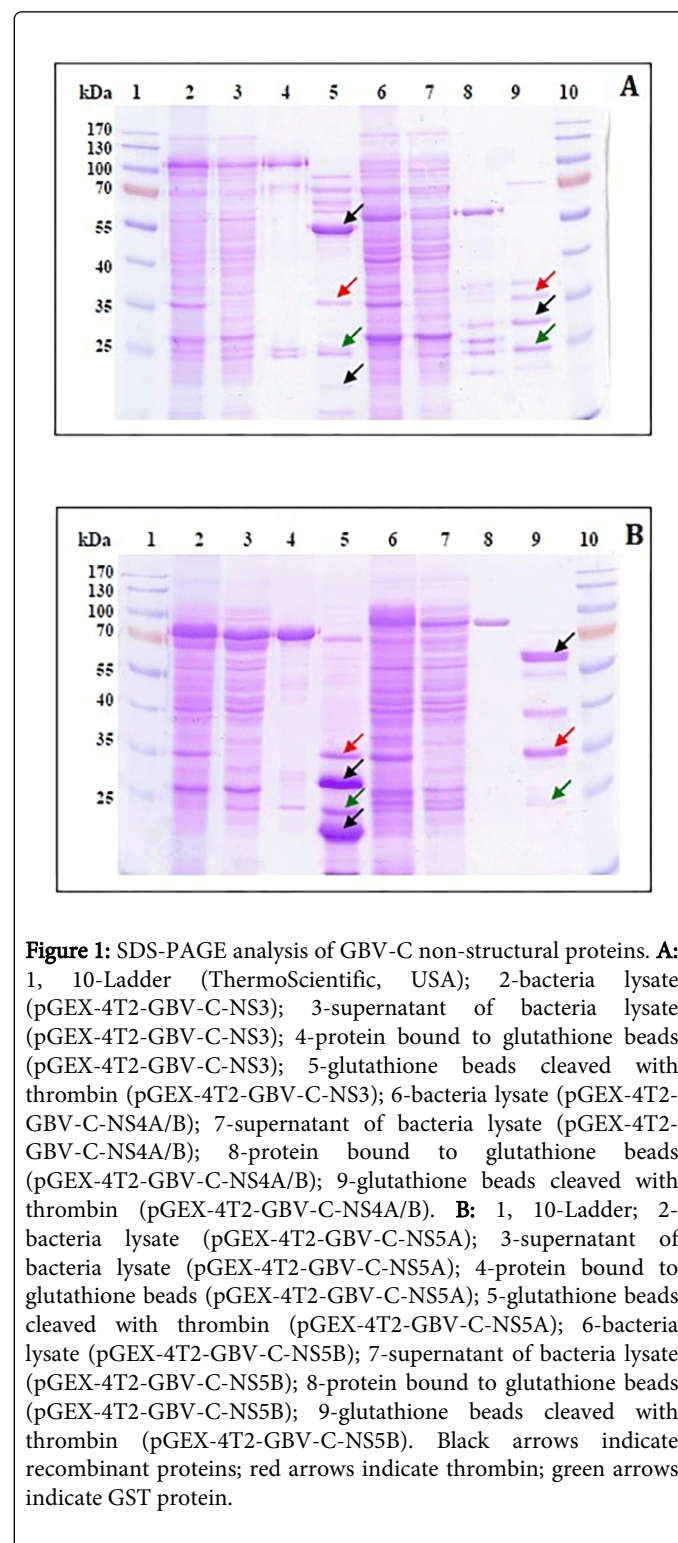 kDa 1 2 3 4 5 6 7 8 9 10 A
170
130
100
70
55
40
35
25
kDa 1 2 3 4 5 6 7 8 9 10 B
170
130
100
70
55
40
35
25
Figure 1: SDS-PAGE analysis of GBV-C non-structural proteins. A:
1, 10-Ladder (ThermoScientific, USA); 2-bacteria lysate
(pGEX-4T2-GBV-C-NS3); 3-supernatant of bacteria lysate
(pGEX-4T2-GBV-C-NS3); 4-protein bound to glutathione beads
(pGEX-4T2-GBV-C-NS3); 5-glutathione beads cleaved with
thrombin (pGEX-4T2-GBV-C-NS3); 6-bacteria lysate (pGEX-4T2-
GBV-C-NS4A/B); 7-supernatant of bacteria lysate (pGEX-4T2-
GBV-C-NS4A/B); 8-protein bound to glutathione beads
(pGEX-4T2-GBV-C-NS4A/B); 9-glutathione beads cleaved with
thrombin (pGEX-4T2-GBV-C-NS4A/B). B: 1, 10-Ladder; 2-
bacteria lysate (pGEX-4T2-GBV-C-NS5A); 3-supernatant of
bacteria lysate (pGEX-4T2-GBV-C-NS5A); 4-protein bound to
glutathione beads (pGEX-4T2-GBV-C-NS5A); 5-glutathione beads
cleaved with thrombin (pGEX-4T2-GBV-C-NS5A); 6-bacteria
lysate (pGEX-4T2-GBV-C-NS5B); 7-supernatant of bacteria lysate
(pGEX-4T2-GBV-C-NS5B); 8-protein bound to glutathione beads
(pGEX-4T2-GBV-C-NS5B); 9-glutathione beads cleaved with
thrombin (pGEX-4T2-GBV-C-NS5B). Black arrows indicate
recombinant proteins; red arrows indicate thrombin; green arrows
indicate GST protein.